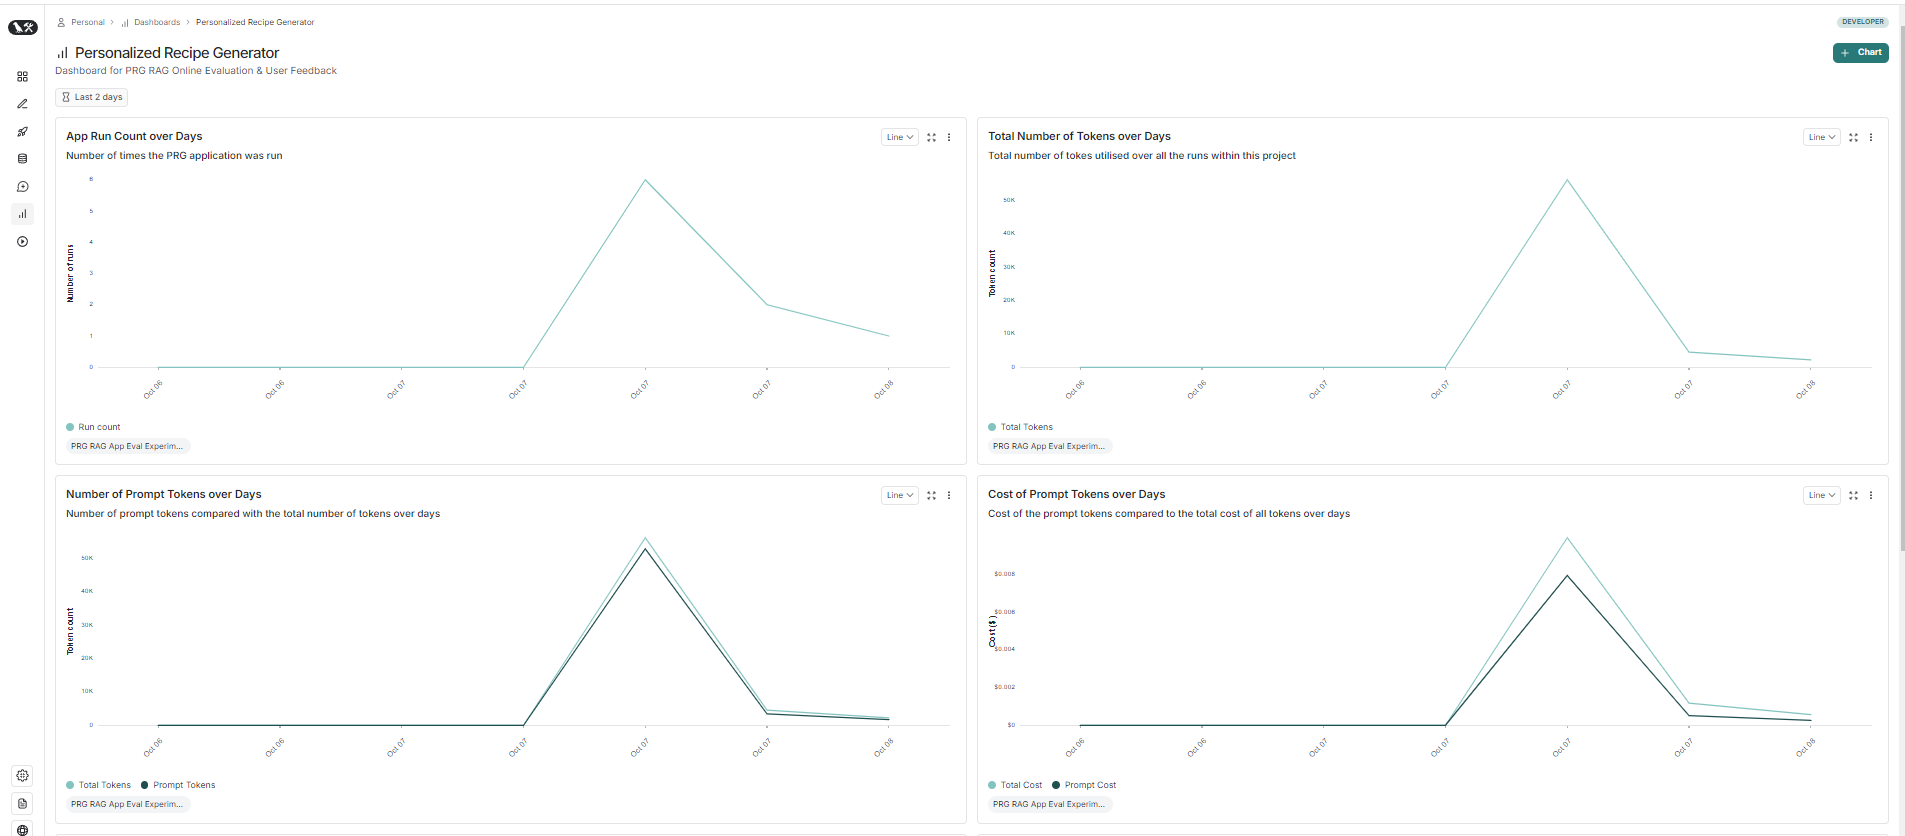 Personal > Dashboards > Personalized Recipe Generator
DEVELOPER
Personalized Recipe Generator
+ Chart
Dashboard for PRG RAG Online Evaluation & User Feedback
Last 2 days
App Run Count over Days
Line
Number of times the PRG application was run
Number of runs
6
5
4
3
2
1
0
Oct 06
Oct 06
Oct 07
Oct 07
Oct 07
Oct 07
Oct 08
Run count
PRG RAG App Eval Experim...
Total Number of Tokens over Days
Line
Total number of tokes utilised over all the runs within this project
Token count
50K
40K
30K
20K
10K
0
Oct 06
Oct 06
Oct 07
Oct 07
Oct 07
Oct 07
Oct 08
Total Tokens
PRG RAG App Eval Experim...
Number of Prompt Tokens over Days
Line
Number of prompt tokens compared with the total number of tokens over days
Token count
50K
40K
30K
20K
10K
0
Oct 06
Oct 06
Oct 07
Oct 07
Oct 07
Oct 07
Oct 08
Total Tokens Prompt Tokens
PRG RAG App Eval Experim...
Cost of Prompt Tokens over Days
Line
Cost of the prompt tokens compared to the total cost of all tokens over days
Cost ($)
$0.008
$0.006
$0.004
$0.002
$0
Oct 06
Oct 06
Oct 07
Oct 07
Oct 07
Oct 07
Oct 08
Total Cost Prompt Cost
PRG RAG App Eval Experim...